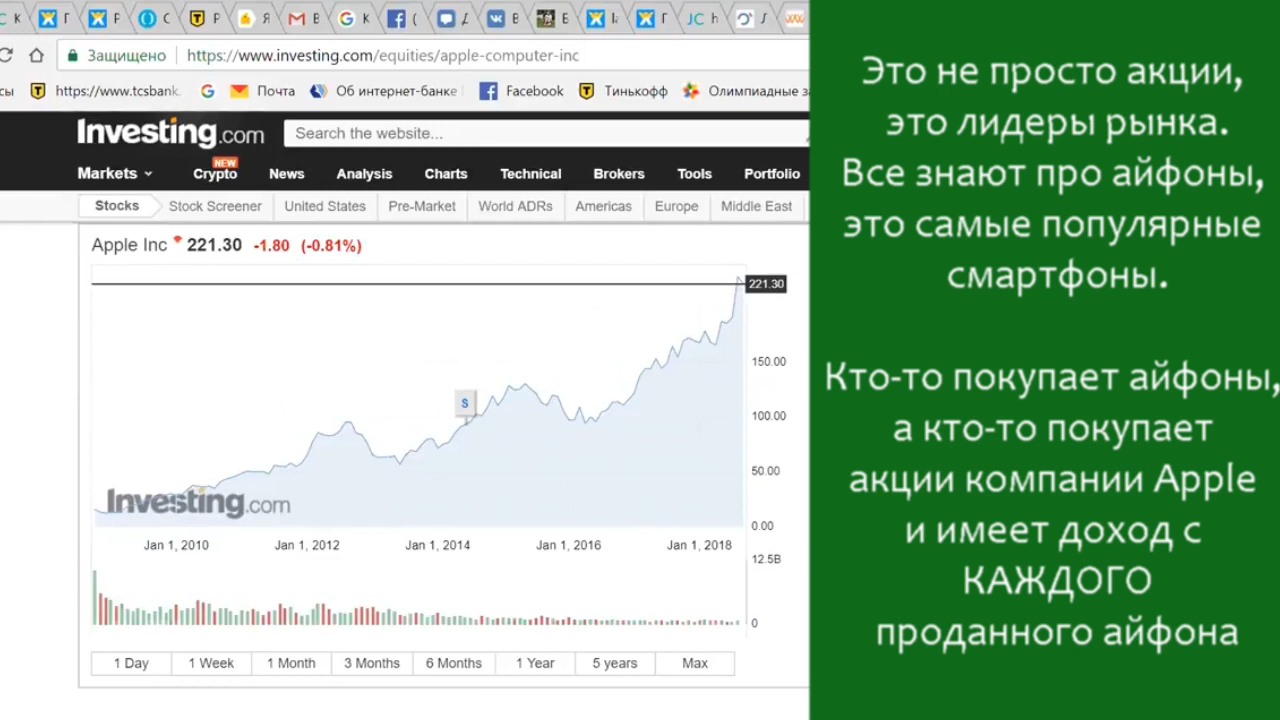 К
Г
F
С
Р
Я
В
К
(
Д
В
Е
Г
h
Л
Защищено
https://www.investing.com/equities/apple-computer-inc
сы
https://www.tcsbank.
Почта
Об интернет-банке
Facebook
Тинькофф
Олимпиадные за
Investing.com
Search the website...
NEW
Markets
Crypto
News
Analysis
Charts
Technical
Brokers
Tools
Portfolio
Stocks
Stock Screener
United States
Pre-Market
World ADRs
Americas
Europe
Middle East
Apple Inc 221.30 -1.80 (-0.81%)
221.30
150.00
100.00
50.00
0.00
S
Investing.com
Jan 1, 2010
Jan 1, 2012
Jan 1, 2014
Jan 1, 2016
Jan 1, 2018
12.5B
0
1 Day
1 Week
1 Month
3 Months
6 Months
1 Year
5 years
Max
Это не просто акции,
это лидеры рынка.
Все знают про айфоны,
это самые популярные
смартфоны.
Кто-то покупает айфоны,
а кто-то покупает
акции компании Apple
и имеет доход с
КАЖДОГО
проданного айфона